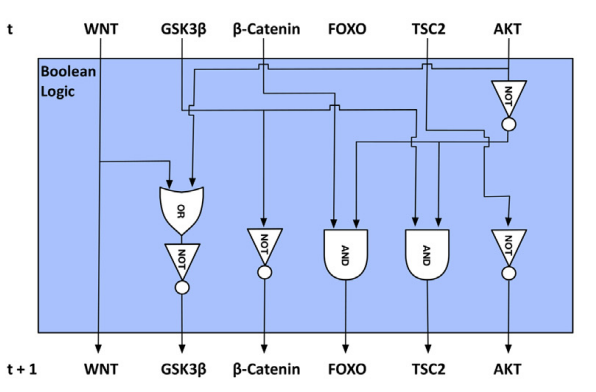 t WNT GSK3β β-Catenin FOXO TSC2 AKT
Boolean
Logic
NOT
OR
NOT
NOT
AND
AND
NOT
t + 1 WNT GSK3β β-Catenin FOXO TSC2 AKT